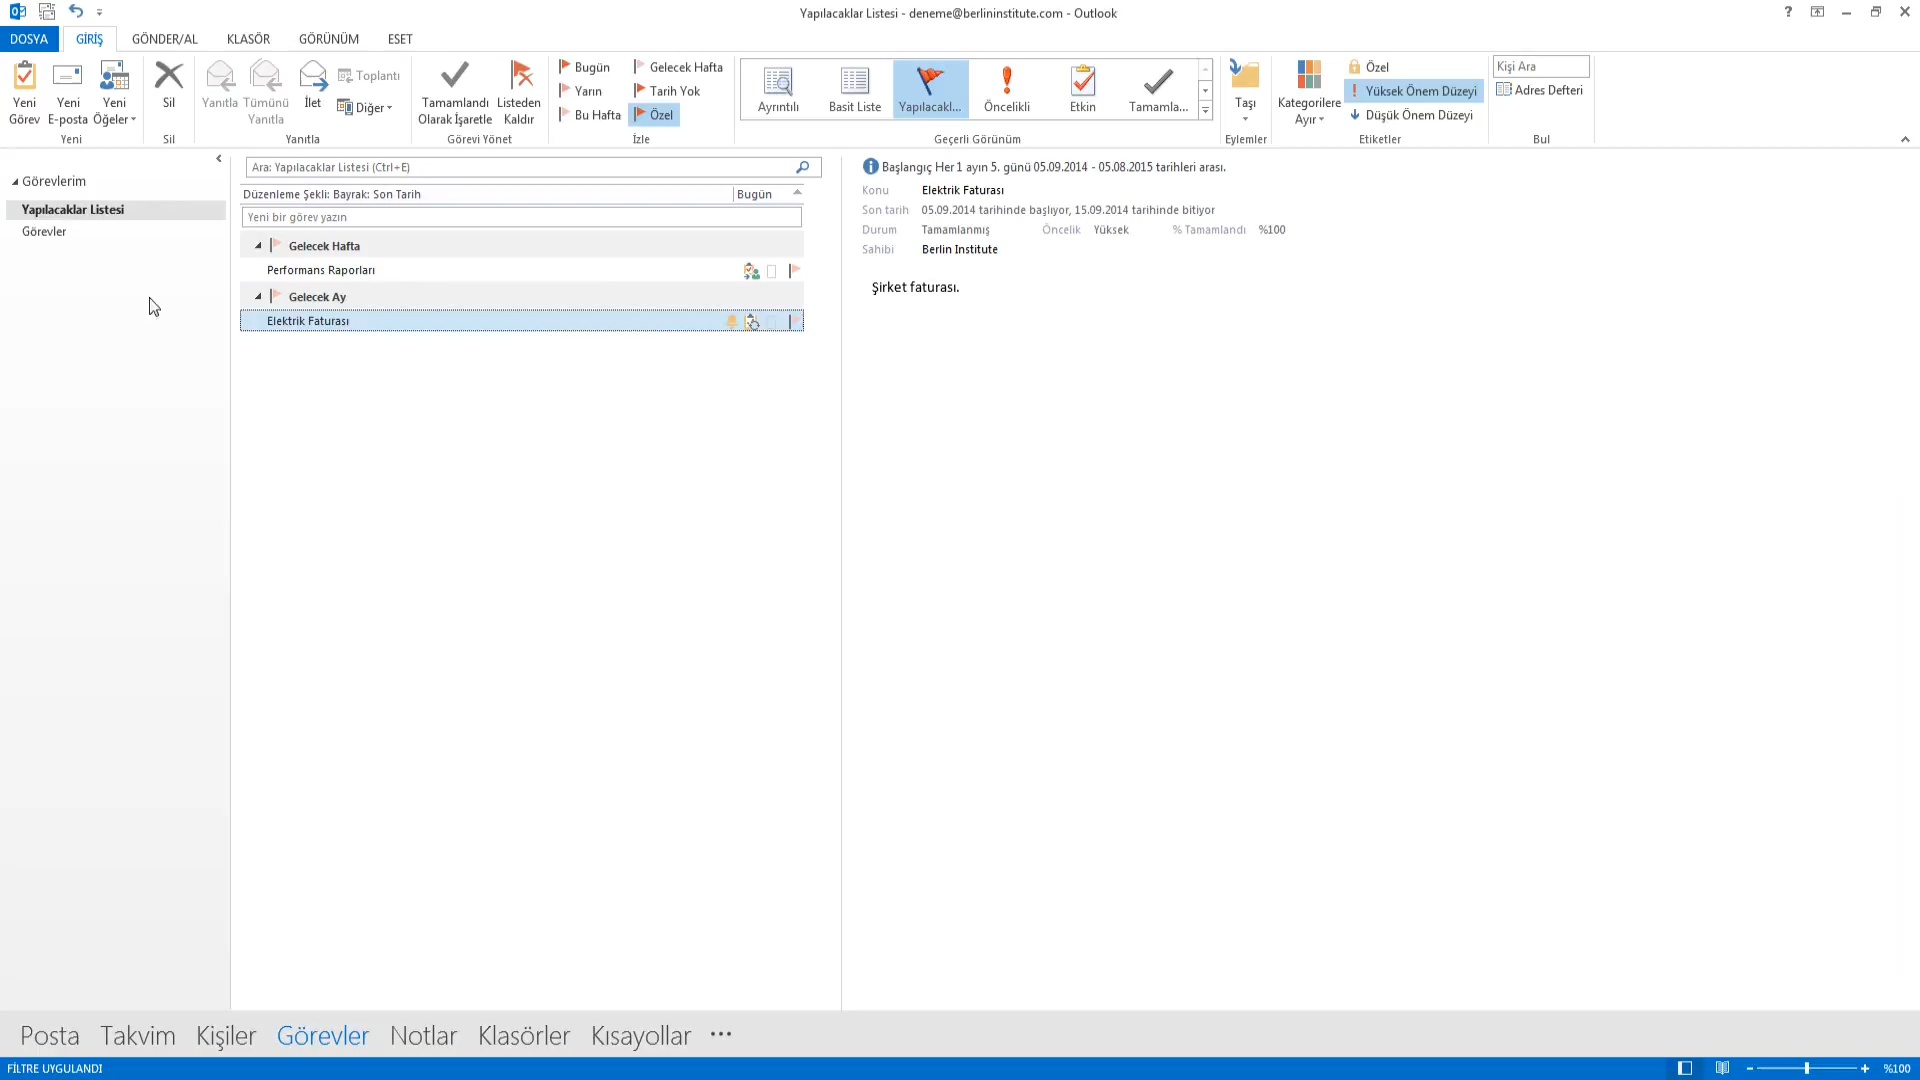 Yapılacaklar Listesi - deneme@berlininstitute.com - Outlook
DOSYA GİRİŞ GÖNDER/AL KLASÖR GÖRÜNÜM ESET
Yeni Görev
Yeni E-posta
Yeni Öğeler
Yeni
Sil
Sil
Yanıtla
Tümünü Yanıtla
İlet
Toplantı
Diğer
Yanıtla
Tamamlandı Olarak İşaretle
Listeden Kaldır
Görevi Yönet
Bugün
Yarın
Bu Hafta
Gelecek Hafta
Tarih Yok
Özel
İzle
Ayrıntılı
Basit Liste
Yapılacakl...
Öncelikli
Etkin
Tamamla...
Geçerli Görünüm
Taşı
Eylemler
Kategorilere Ayır
Özel
Yüksek Önem Düzeyi
Düşük Önem Düzeyi
Etiketler
Kişi Ara
Adres Defteri
Bul
Görevlerim
Yapılacaklar Listesi
Görevler
Ara: Yapılacaklar Listesi (Ctrl+E)
Düzenleme Şekli: Bayrak: Son Tarih Bugün
Yeni bir görev yazın
Gelecek Hafta
Performans Raporları
Gelecek Ay
Elektrik Faturası
Başlangıç Her 1 ayın 5. günü 05.09.2014 - 05.08.2015 tarihleri arası.
Konu Elektrik Faturası
Son tarih 05.09.2014 tarihinde başlıyor, 15.09.2014 tarihinde bitiyor
Durum Tamamlanmış Öncelik Yüksek % Tamamlandı %100
Sahibi Berlin Institute
Şirket faturası.
Posta Takvim Kişiler Görevler Notlar Klasörler Kısayollar ···
FİLTRE UYGULANDI %100